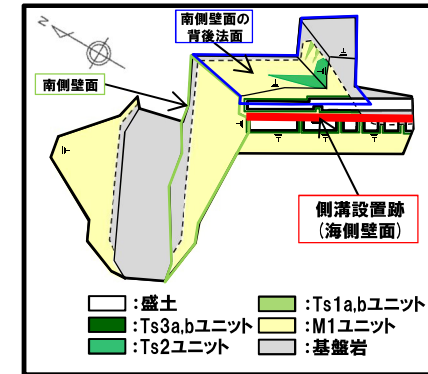 N
南側壁面の
背後法面
南側壁面
側溝設置跡
(海側壁面)
:盛土
:Ts1a,bユニット
:Ts3a,bユニット
:M1ユニット
:Ts2ユニット
:基盤岩